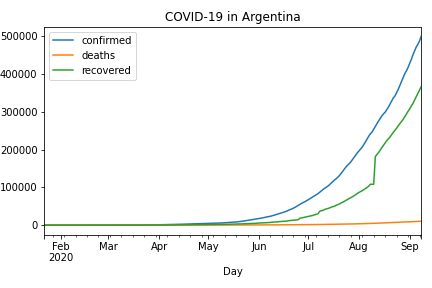 COVID-19 in Argentina
confirmed
deaths
recovered
500000
400000
300000
200000
100000
0
Feb Mar Apr May Jun Jul Aug Sep
2020
Day